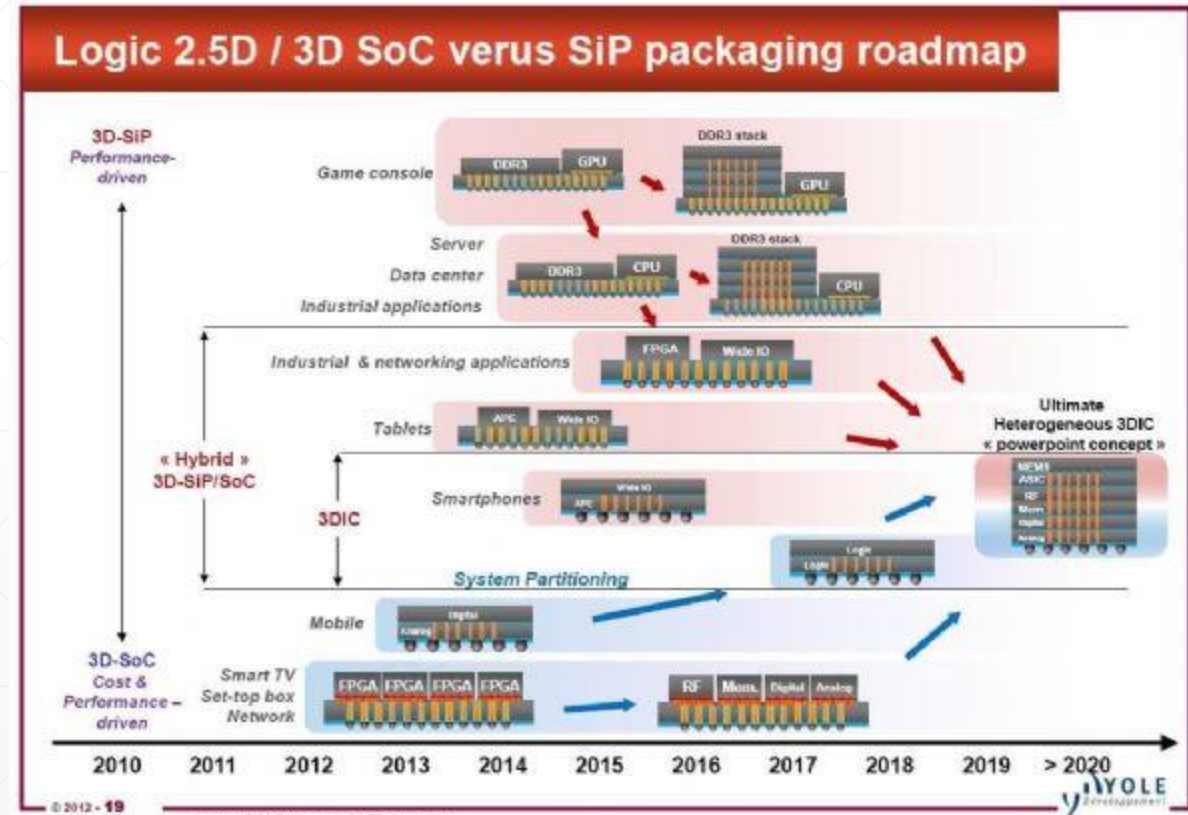 Logic 2.5D / 3D SoC verus SiP packaging roadmap
3D-SiP
Performance-
driven
Game console
DDR3
GPU
DDR3 stack
GPU
Server
Data center
Industrial applications
DDR3
CPU
DDR3 stack
CPU
Industrial & networking applications
FPGA
Wide IO
Tablets
APE
Wide IO
Ultimate
Heterogeneous 3DIC
« powerpoint concept »
« Hybrid »
3D-SiP/SoC
3DIC
Smartphones
Wide IO
APE
MEMS
ASIC
RF
Mem.
Digital
Analog
Logic
Logic
System Partitioning
Mobile
Digital
Analog
3D-SoC
Cost &
Performance –
driven
Smart TV
Set-top box
Network
FPGA FPGA FPGA FPGA
RF Mem. Digital Analog
2010 2011 2012 2013 2014 2015 2016 2017 2018 2019 > 2020
© 2012 - 19
YOLE
Développement